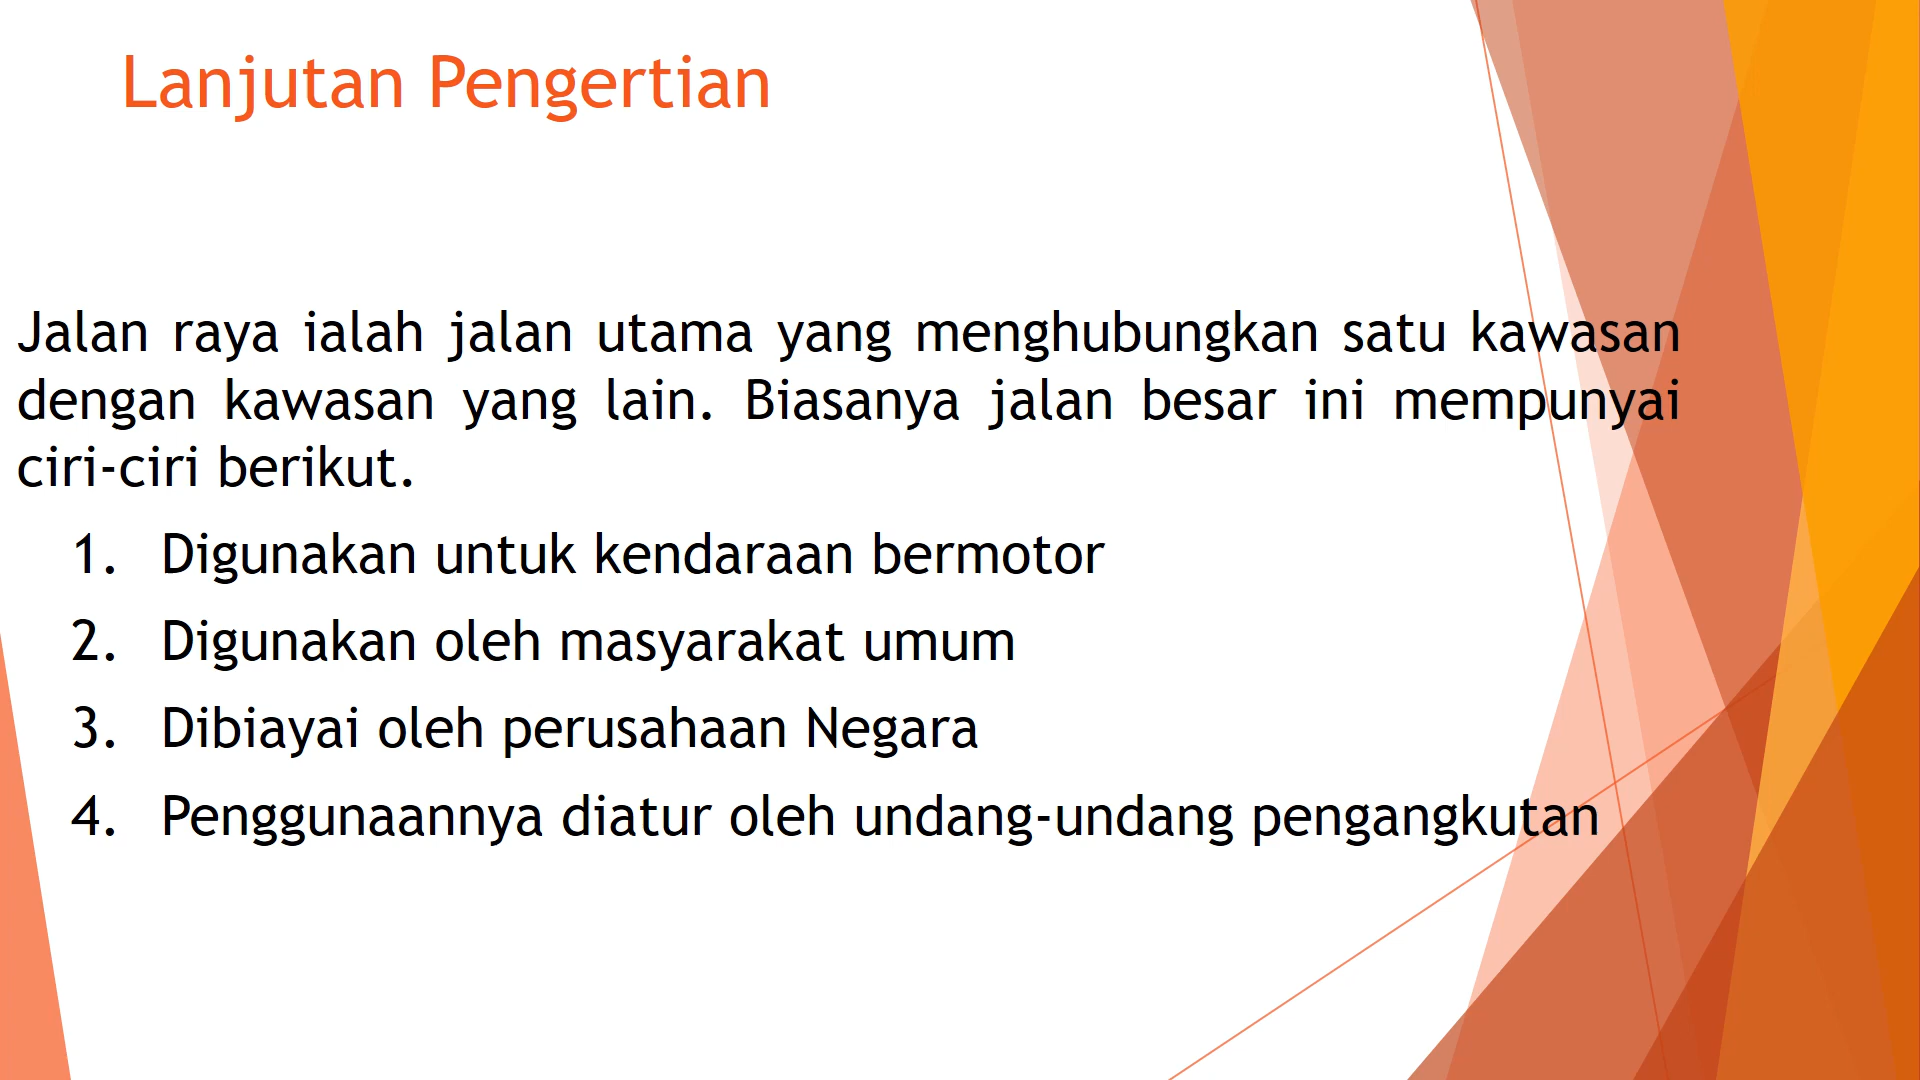 Lanjutan Pengertian
Jalan raya ialah jalan utama yang menghubungkan satu kawasan
dengan kawasan yang lain. Biasanya jalan besar ini mempunyai
ciri-ciri berikut.
1. Digunakan untuk kendaraan bermotor
2. Digunakan oleh masyarakat umum
3. Dibiayai oleh perusahaan Negara
4. Penggunaannya diatur oleh undang-undang pengangkutan